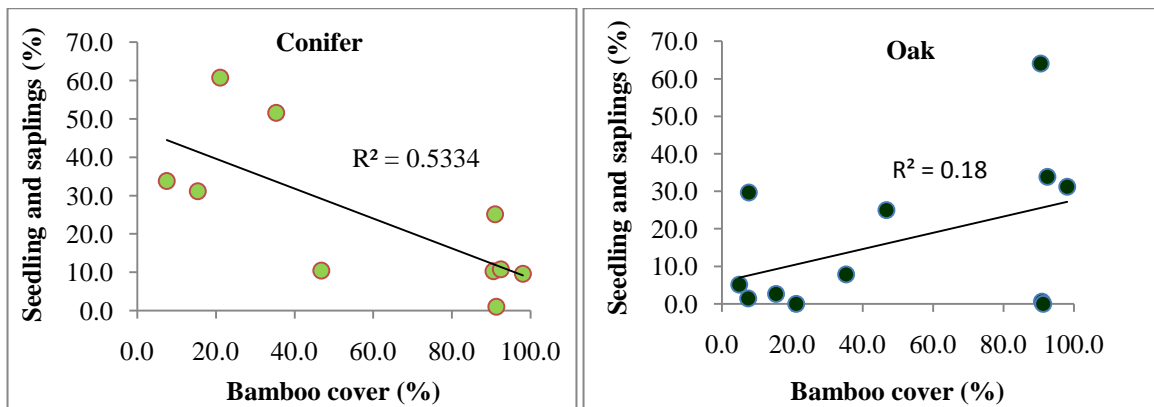 Conifer
Seedling and saplings (%)
70.0
60.0
50.0
40.0
30.0
20.0
10.0
0.0
R² = 0.5334
0.0 20.0 40.0 60.0 80.0 100.0
Bamboo cover (%)
Oak
Seedling and saplings (%)
70.0
60.0
50.0
40.0
30.0
20.0
10.0
0.0
R² = 0.18
0.0 20.0 40.0 60.0 80.0 100.0
Bamboo cover (%)